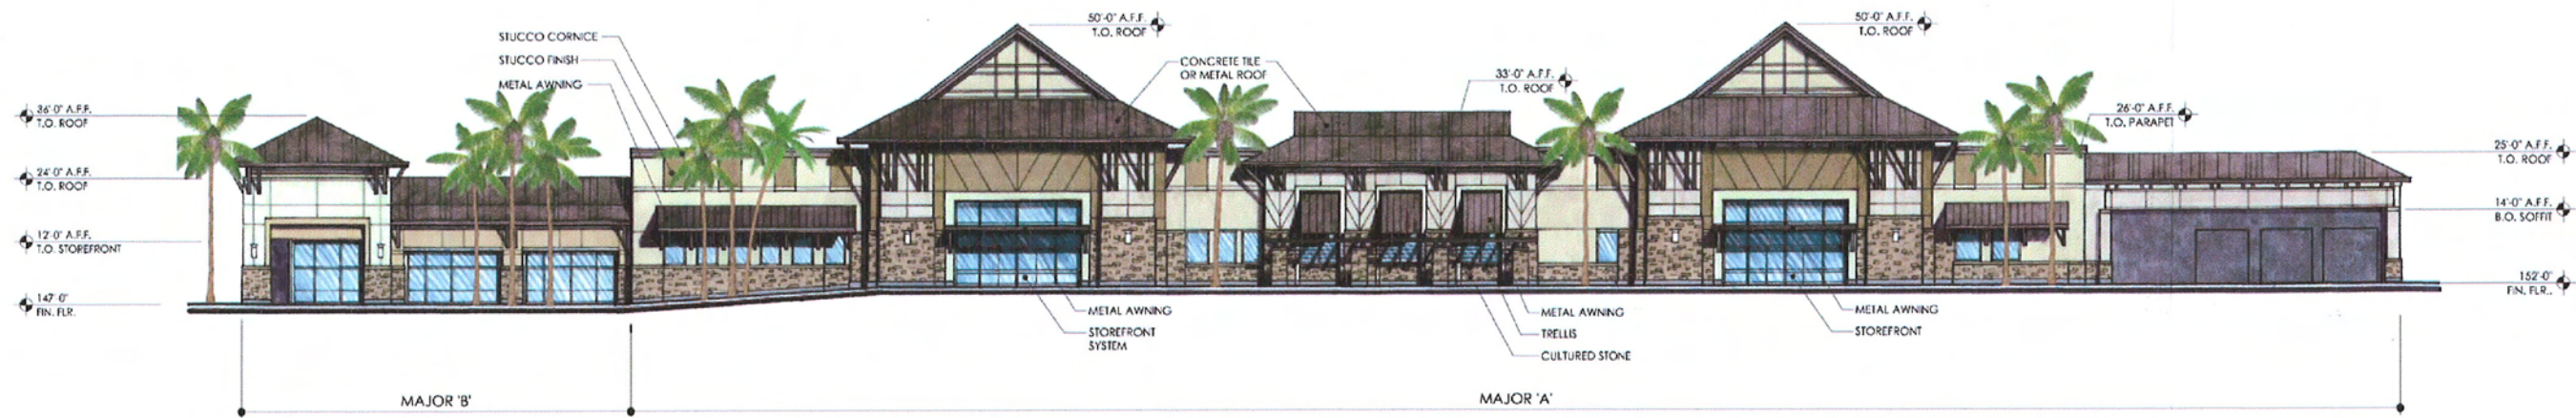 50'-0" A.F.F.
T.O. ROOF
50'-0" A.F.F.
T.O. ROOF
STUCCO CORNICE
STUCCO FINISH
METAL AWNING
CONCRETE TILE
OR METAL ROOF
33'-0" A.F.F.
T.O. ROOF
36'-0" A.F.F.
T.O. ROOF
26'-0" A.F.F.
T.O. PARAPET
24'-0" A.F.F.
T.O. ROOF
25'-0" A.F.F.
T.O. ROOF
12'-0" A.F.F.
T.O. STOREFRONT
14'-0" A.F.F.
B.O. SOFFIT
147'-0"
FIN. FLR.
152'-0"
FIN. FLR.
METAL AWNING
STOREFRONT
SYSTEM
METAL AWNING
TRELLIS
CULTURED STONE
METAL AWNING
STOREFRONT
MAJOR 'B'
MAJOR 'A'